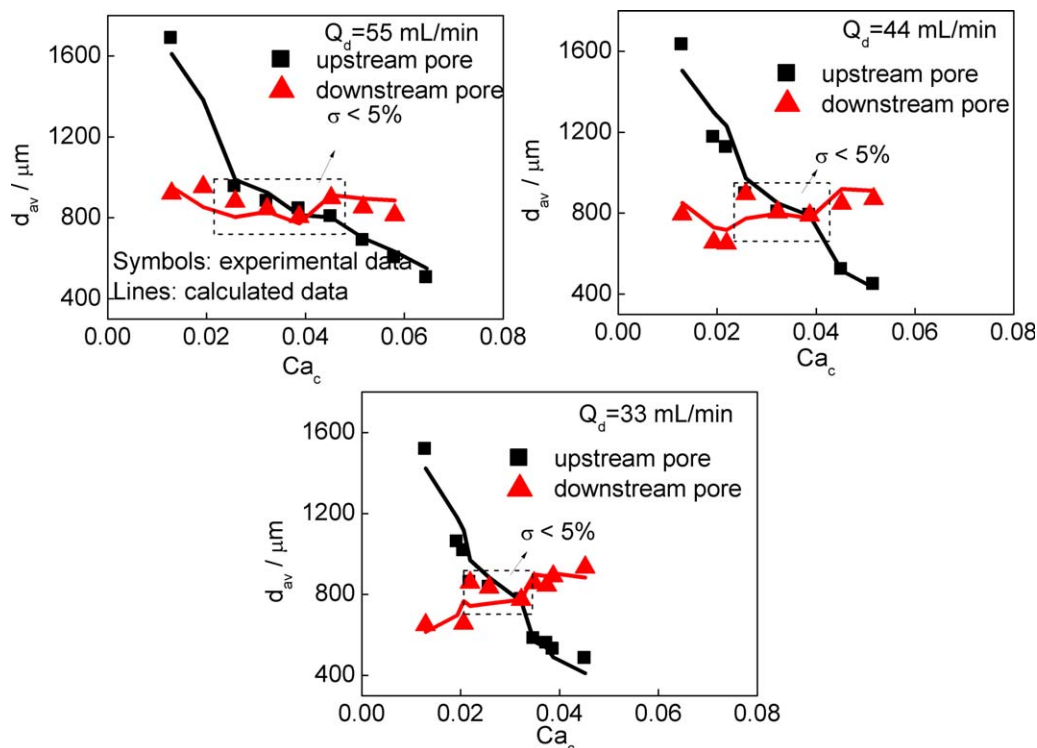 Q_d=55 mL/min
upstream pore
downstream pore
σ < 5%
Symbols: experimental data
Lines: calculated data
d_av / μm
1600
1200
800
400
0.00 0.02 0.04 0.06 0.08
Ca_c
Q_d=44 mL/min
upstream pore
downstream pore
σ < 5%
d_av / μm
1600
1200
800
400
0.00 0.02 0.04 0.06 0.08
Ca_c
Q_d=33 mL/min
upstream pore
downstream pore
σ < 5%
d_av / μm
1600
1200
800
400
0.00 0.02 0.04 0.06 0.08
Ca_c